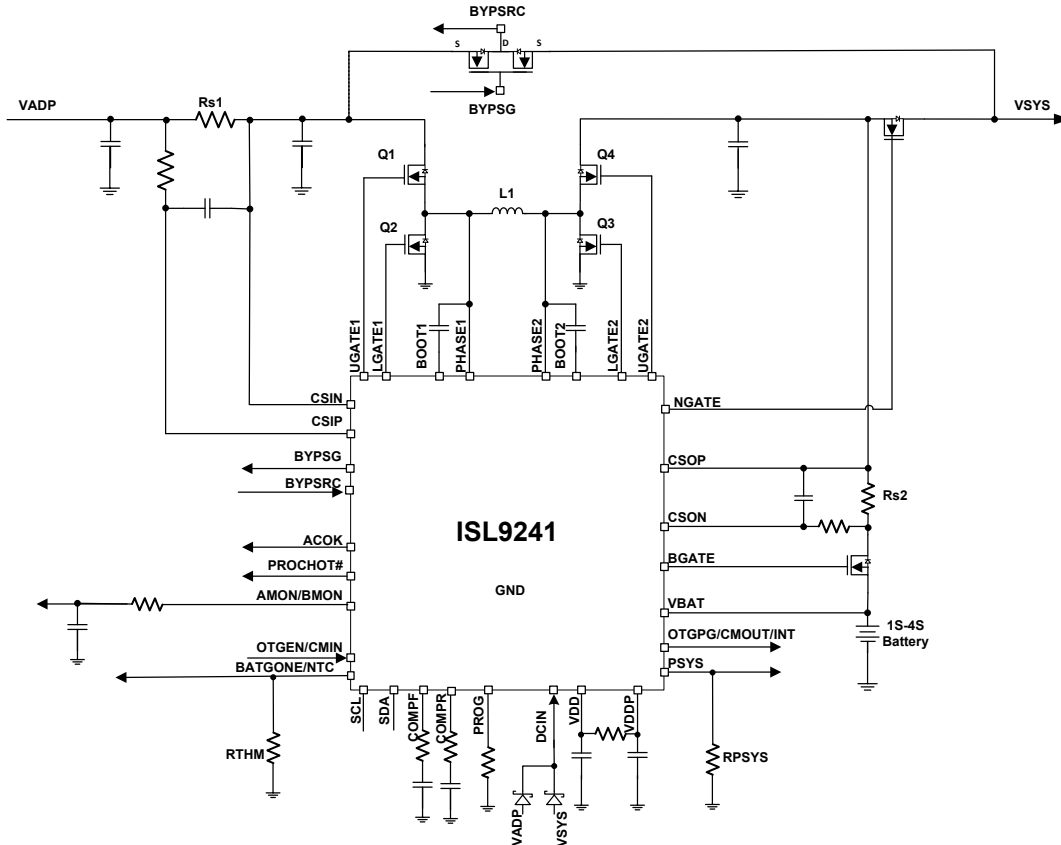 BYPSRC
S
D
S
BYPSG
VADP
Rs1
VSYS
Q1
Q4
L1
Q2
Q3
UGATE1
LGATE1
BOOT1
PHASE1
PHASE2
BOOT2
LGATE2
UGATE2
CSIN
NGATE
CSIP
BYPSG
CSOP
BYPSRC
Rs2
CSON
ISL9241
ACOK
BGATE
PROCHOT#
GND
AMON/BMON
VBAT
1S-4S
Battery
OTGPG/CMOUT/INT
OTGEN/CMIN
BATGONE/NTC
PSYS
SCL
SDA
COMPF
COMPR
PROG
DCIN
VDD
VDDP
RTHM
RPSYS
VADP
VSYS